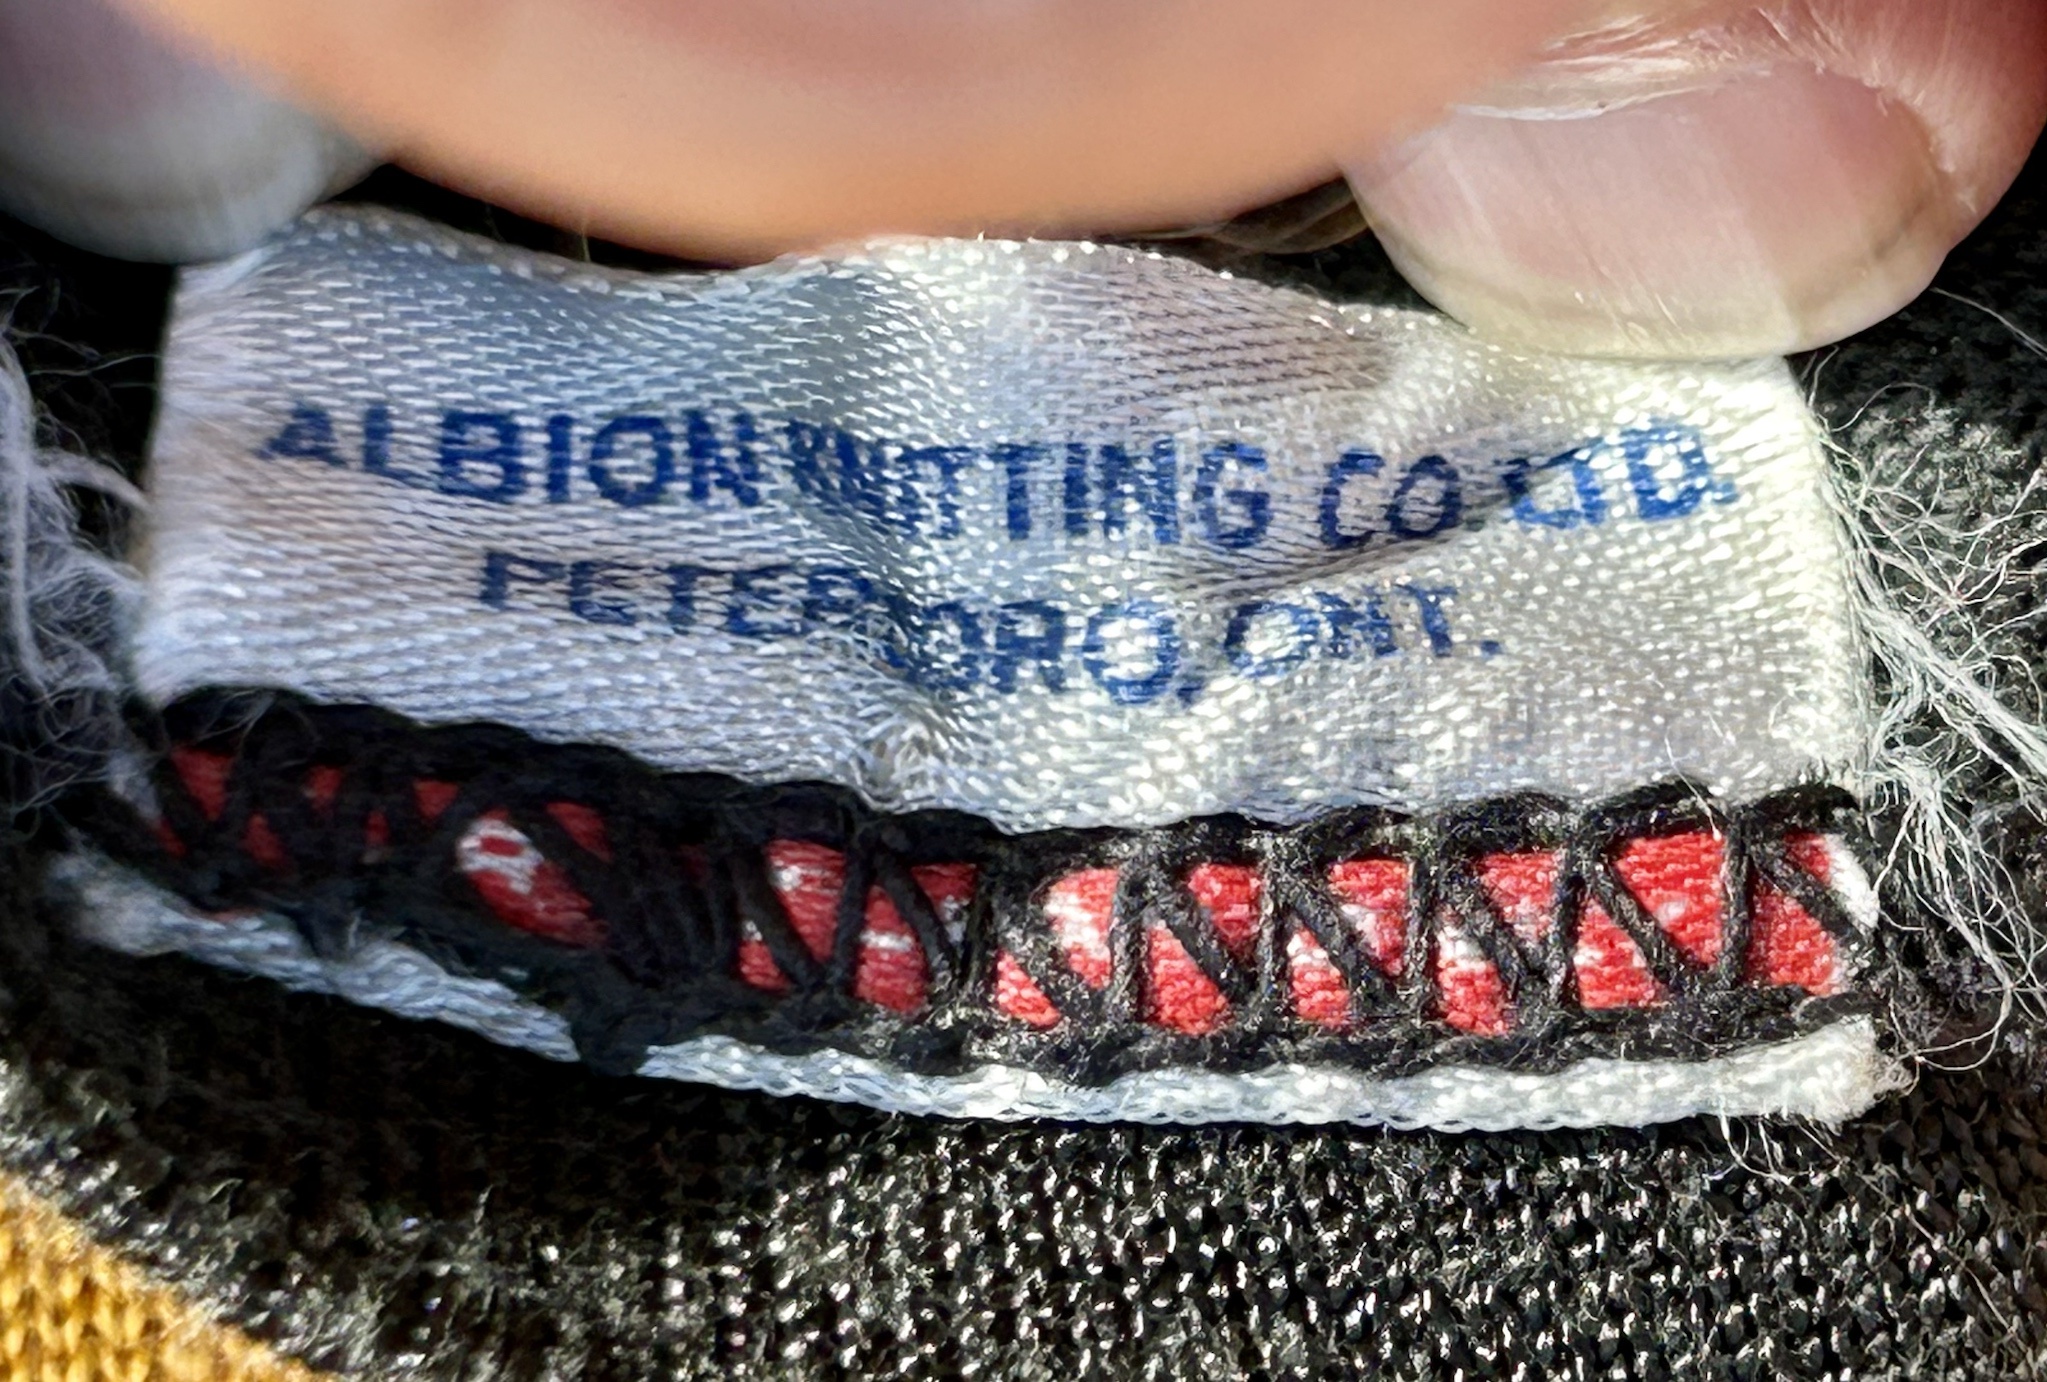 ALBION KNITTING CO. LTD.
PETERBORO, ONT.